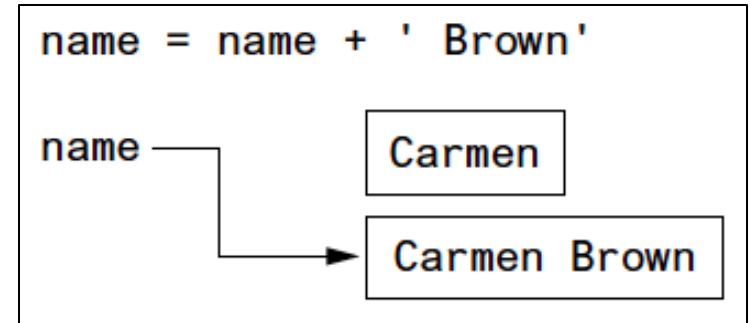 name = name + ' Brown'
name
Carmen
Carmen Brown